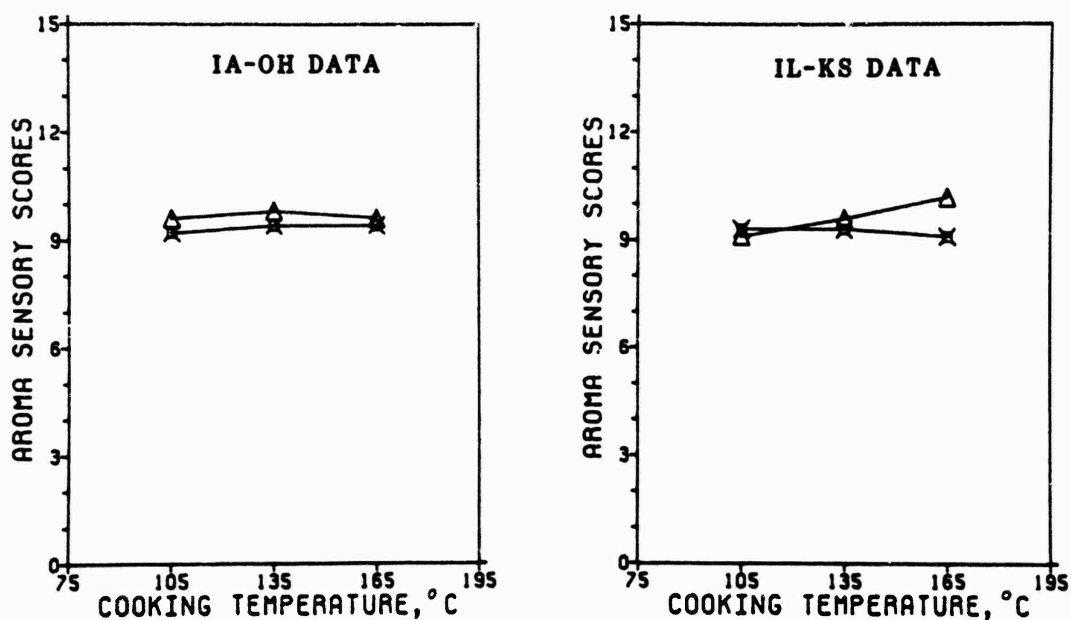 IA-OH DATA
AROMA SENSORY SCORES
15
12
9
6
3
0
75 105 135 165 195
COOKING TEMPERATURE, °C
IL-KS DATA
AROMA SENSORY SCORES
15
12
9
6
3
0
75 105 135 165 195
COOKING TEMPERATURE, °C